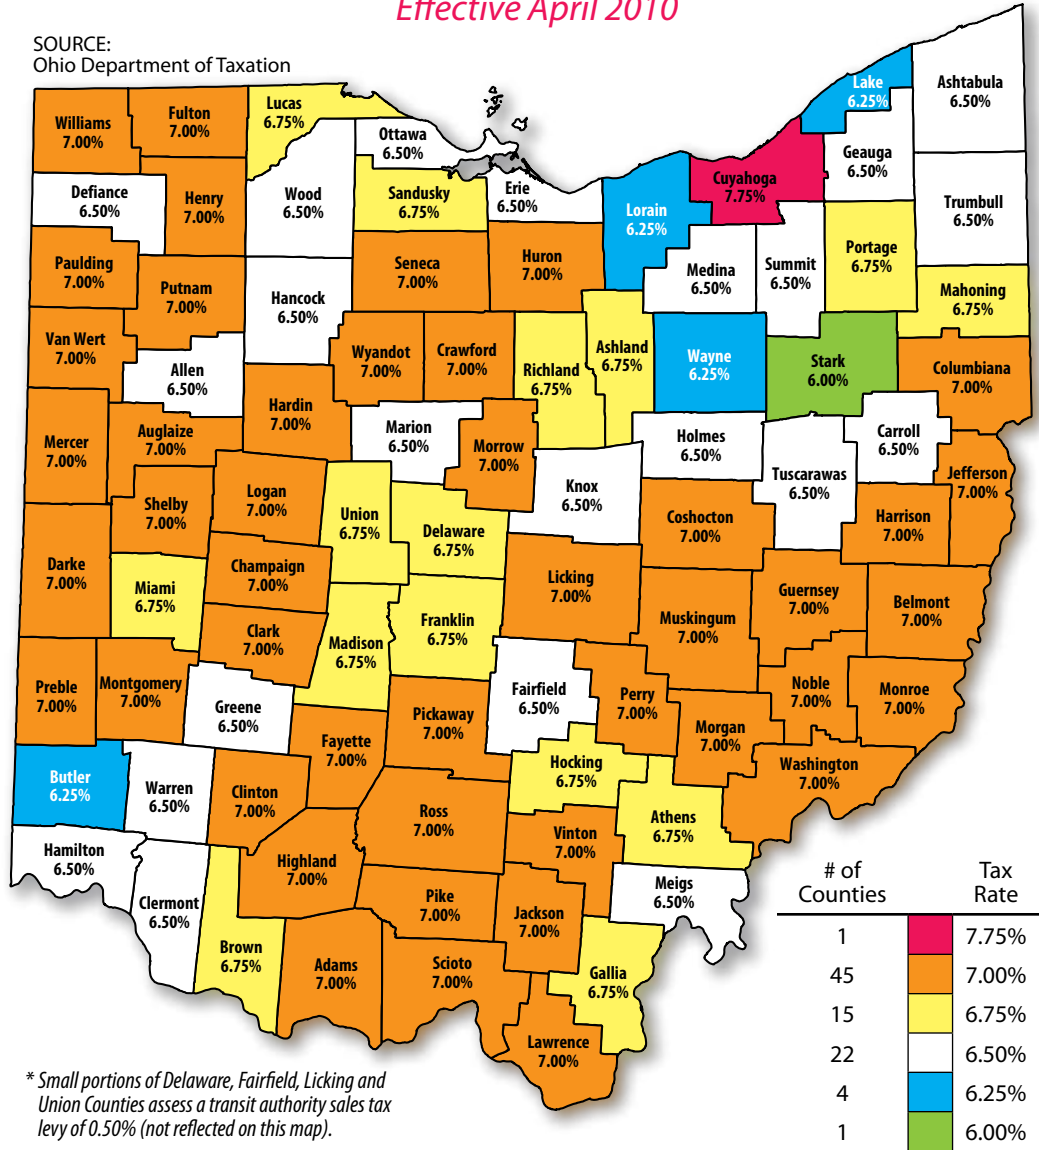 Effective April 2010
SOURCE:
Ohio Department of Taxation
Williams
7.00%
Fulton
7.00%
Lucas
6.75%
Ottawa
6.50%
Lake
6.25%
Ashtabula
6.50%
Geauga
6.50%
Cuyahoga
7.75%
Defiance
6.50%
Henry
7.00%
Wood
6.50%
Sandusky
6.75%
Erie
6.50%
Lorain
6.25%
Trumbull
6.50%
Paulding
7.00%
Putnam
7.00%
Hancock
6.50%
Seneca
7.00%
Huron
7.00%
Medina
6.50%
Summit
6.50%
Portage
6.75%
Mahoning
6.75%
Van Wert
7.00%
Allen
6.50%
Wyandot
7.00%
Crawford
7.00%
Richland
6.75%
Ashland
6.75%
Wayne
6.25%
Stark
6.00%
Columbiana
7.00%
Mercer
7.00%
Auglaize
7.00%
Hardin
7.00%
Marion
6.50%
Morrow
7.00%
Holmes
6.50%
Carroll
6.50%
Tuscarawas
6.50%
Jefferson
7.00%
Knox
6.50%
Shelby
7.00%
Logan
7.00%
Union
6.75%
Delaware
6.75%
Coshocton
7.00%
Harrison
7.00%
Darke
7.00%
Miami
6.75%
Champaign
7.00%
Licking
7.00%
Guernsey
7.00%
Belmont
7.00%
Muskingum
7.00%
Clark
7.00%
Madison
6.75%
Franklin
6.75%
Preble
7.00%
Montgomery
7.00%
Greene
6.50%
Fairfield
6.50%
Perry
7.00%
Noble
7.00%
Monroe
7.00%
Pickaway
7.00%
Morgan
7.00%
Fayette
7.00%
Butler
6.25%
Warren
6.50%
Clinton
7.00%
Hocking
6.75%
Washington
7.00%
Ross
7.00%
Athens
6.75%
Vinton
7.00%
Hamilton
6.50%
Highland
7.00%
Clermont
6.50%
Pike
7.00%
Jackson
7.00%
Meigs
6.50%
Brown
6.75%
Adams
7.00%
Scioto
7.00%
Gallia
6.75%
Lawrence
7.00%
# of Counties Tax Rate
1 7.75%
45 7.00%
15 6.75%
22 6.50%
4 6.25%
1 6.00%
* Small portions of Delaware, Fairfield, Licking and
Union Counties assess a transit authority sales tax
levy of 0.50% (not reflected on this map).